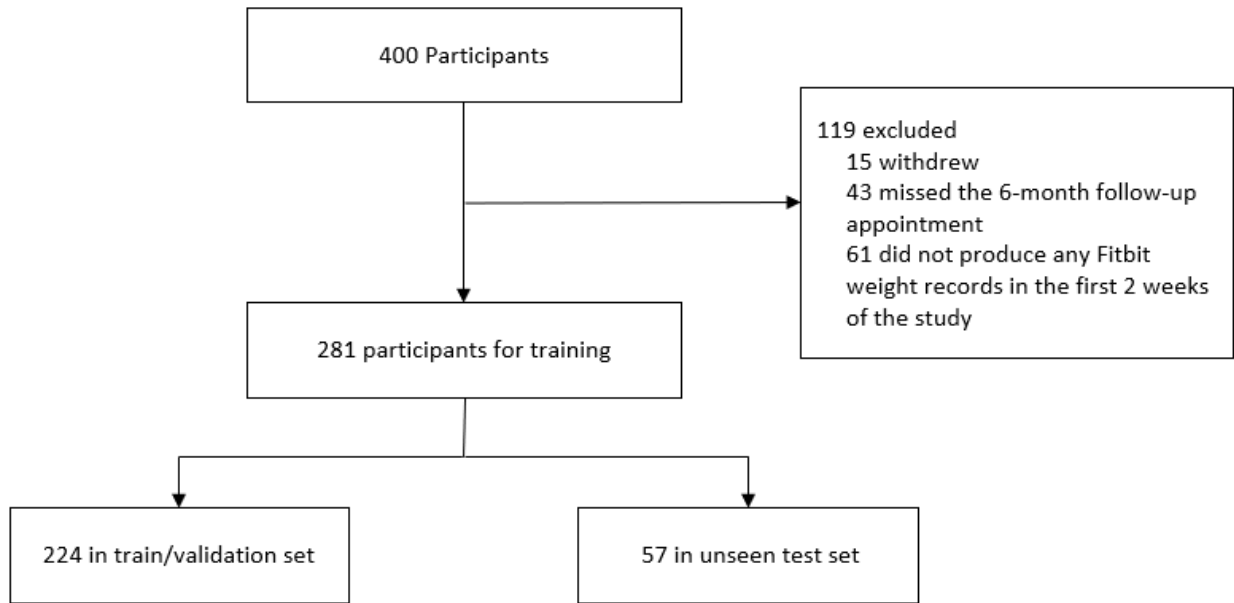 400 Participants
119 excluded
15 withdrew
43 missed the 6-month follow-up
appointment
61 did not produce any Fitbit
weight records in the first 2 weeks
of the study
281 participants for training
224 in train/validation set
57 in unseen test set